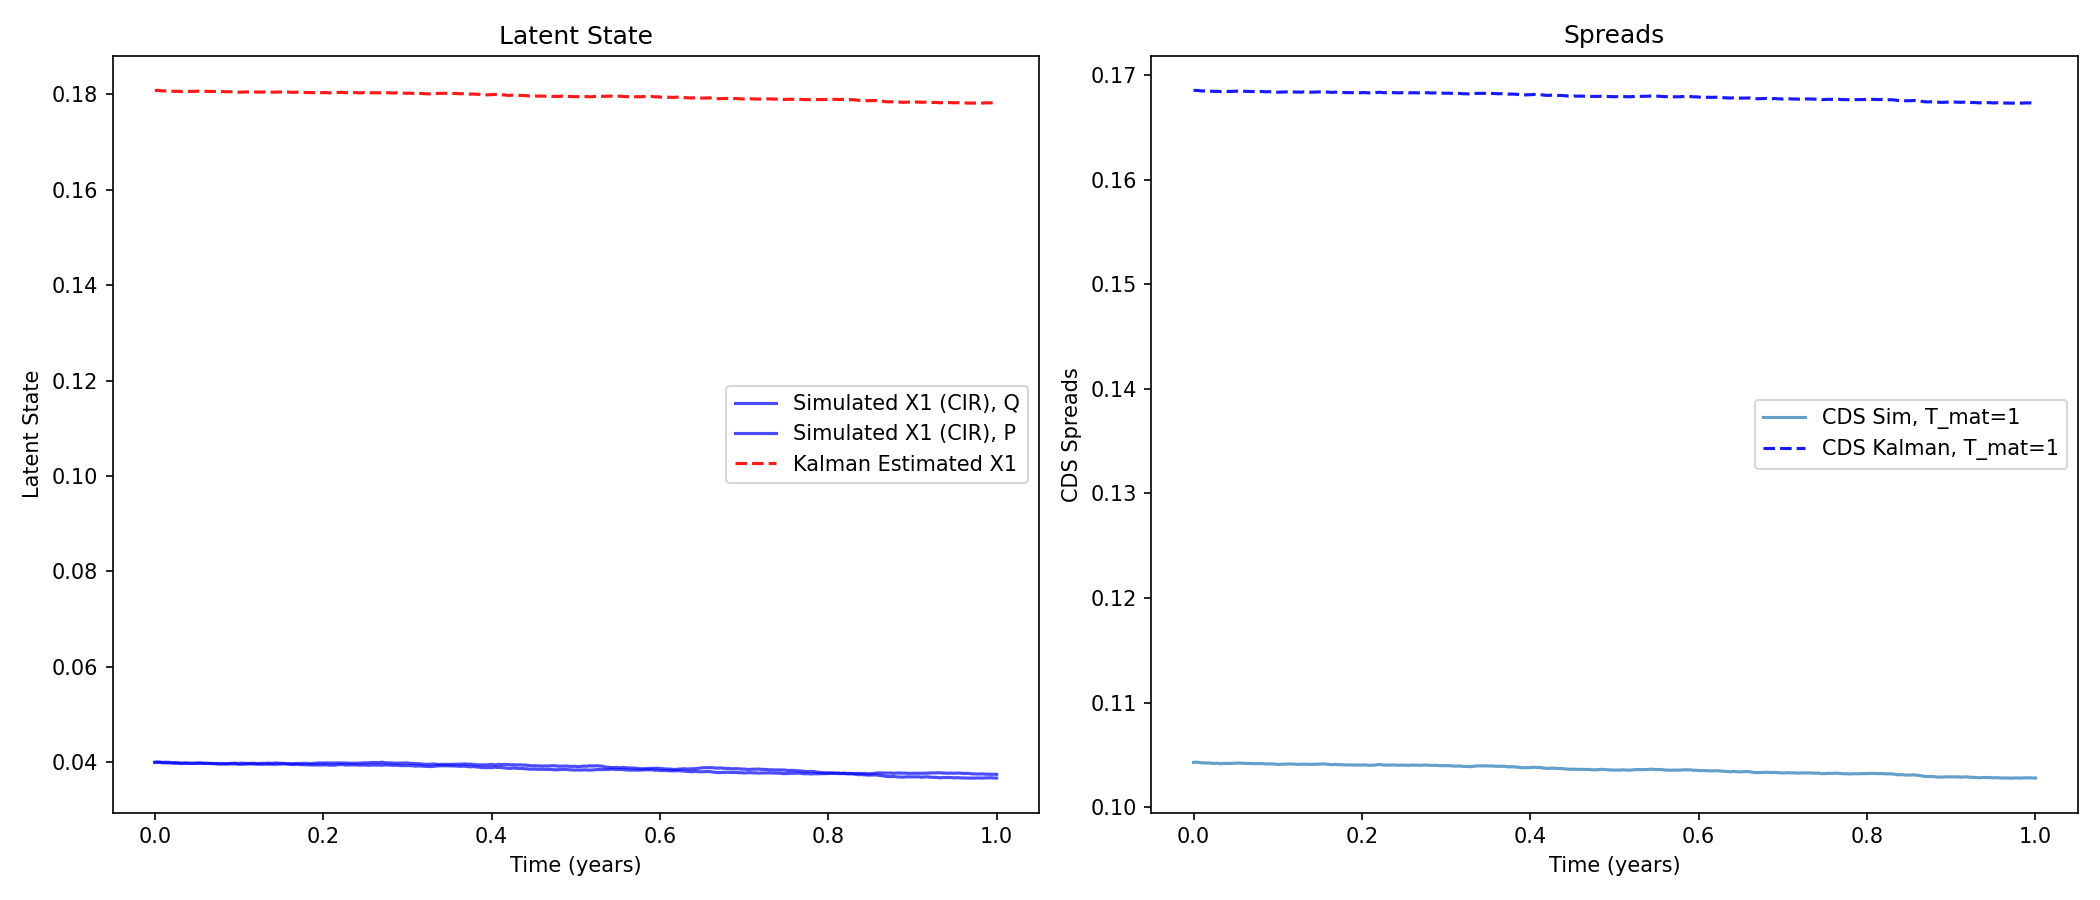 Latent State
Latent State
0.18
0.16
0.14
0.12
0.10
0.08
0.06
0.04
0.0 0.2 0.4 0.6 0.8 1.0
Time (years)
Simulated X1 (CIR), Q
Simulated X1 (CIR), P
Kalman Estimated X1
Spreads
CDS Spreads
0.17
0.16
0.15
0.14
0.13
0.12
0.11
0.10
0.0 0.2 0.4 0.6 0.8 1.0
Time (years)
CDS Sim, T_mat=1
CDS Kalman, T_mat=1